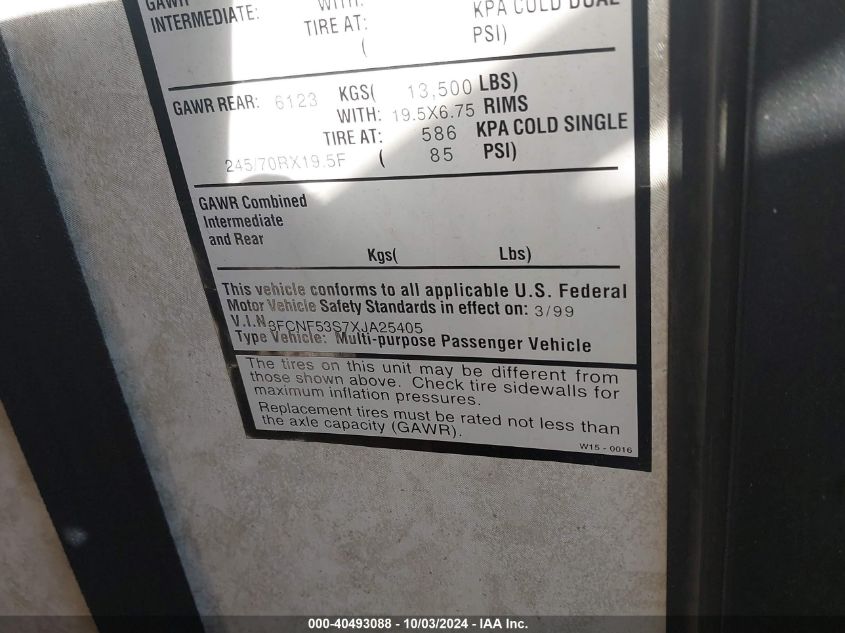 GAWR WITH: KPA COLD DUAL
INTERMEDIATE: TIRE AT: PSI)
(
GAWR REAR: 6123 KGS( 13,500 LBS)
WITH: 19.5X6.75 RIMS
TIRE AT: 586 KPA COLD SINGLE
245/70RX19.5F ( 85 PSI)
GAWR Combined
Intermediate
and Rear
Kgs( Lbs)
This vehicle conforms to all applicable U.S. Federal
Motor Vehicle Safety Standards in effect on: 3/99
V.I.N. 3FCNF53S7XJA25405
Type Vehicle: Multi-purpose Passenger Vehicle
The tires on this unit may be different from
those shown above. Check tire sidewalls for
maximum inflation pressures.
Replacement tires must be rated not less than
the axle capacity (GAWR).
W15-0016
000-40493088 - 10/03/2024 - IAA Inc.